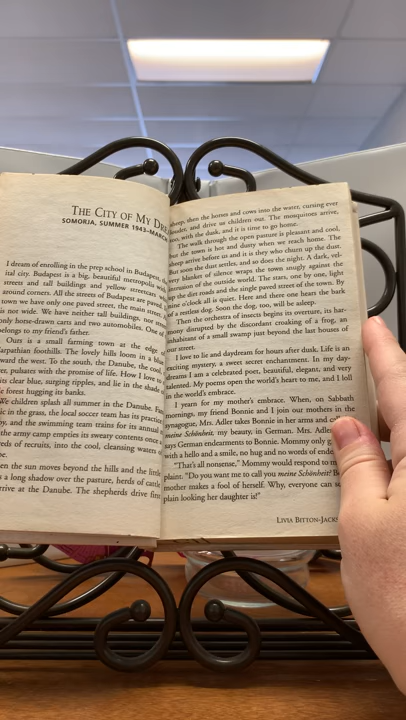 THE CITY OF MY
SOMORJA, SUMMER 1943–MARCH
I dream of enrolling in the prep school in Budapest,
ital city. Budapest is a big, beautiful metropolis with
streets and tall buildings and yellow streetcars
around corners. All the streets of Budapest are paved.
town we have only one paved street, the main street,
is not wide. We have neither tall buildings, nor
only horse-drawn carts and two automobiles. One
belongs to my friend's father.
Ours is a small farming town at the edge of
arpathian foothills. The lovely hills loom in a
ward the west. To the south, the Danube, the cool,
er, pulsates with the promise of life. How I love to
its clear blue, surging ripples, and lie in the shade
e forest hugging its banks.
We children splash all summer in the Danube. Fam
ic in the grass, the local soccer team has its practice
by, and the swimming team trains for its annual
the army camp empties its sweaty contents once
reds of recruits, into the cool, cleansing waters
be.
en the sun moves beyond the hills and the little
s a long shadow over the pasture, herds of cattle
rrive at the Danube. The shepherds drive first
sheep, then the horses and cows into the water, cursing ever
louder, and drive us children out. The mosquitoes arrive,
too, with the dusk, and it is time to go home.
The walk through the open pasture is pleasant and cool,
but the town is hot and dusty when we reach home. The
sheep arrive before us and it is they who churn up the dust.
But soon the dust settles, and so does the night. A dark, vel-
very blanket of silence wraps the town snugly against the
intrusion of the outside world. The stars, one by one, light
up the dirt roads and the single paved street of the town. By
nine o'clock all is quiet. Here and there one hears the bark
of a restless dog. Soon the dog, too, will be asleep.
Then the orchestra of insects begins its overture, its har-
mony disrupted by the discordant croaking of a frog, an
inhabitant of a small swamp just beyond the last houses of
our
I love to lie and daydream for hours after dusk. Life is an
exciting mystery, a sweet secret enchantment. In my day-
dreams I am a celebrated poet, beautiful, elegant, and very
talented. My poems open the world's heart to me, and I loll
in the world's embrace.
I yearn for my mother's embrace. When, on Sabbath
mornings, my friend Bonnie and I join our mothers in the
synagogue, Mrs. Adler takes Bonnie in her arms and
meine Schönheit, my beauty, in German. Mrs. Adler
says German endearments to Bonnie. Mommy only
with a hello and a smile, no hug and no words of
"That's all nonsense," Mommy would respond to
plaint. "Do you want me to call you meine Schönheit?
mother makes a fool of herself. Why, everyone can
plain looking her daughter is!"
LIVIA BITTON-JACK